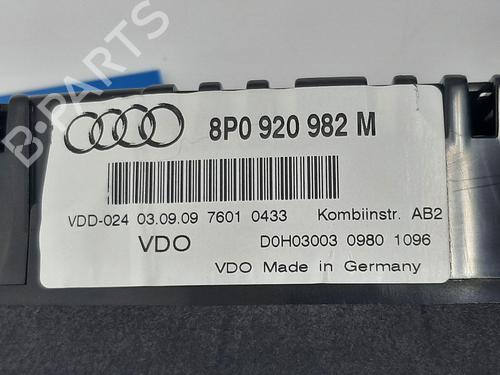 B-PARTS
8P0 920 982 M
VDD-024 03.09.09 7601 0433 Kombiinstr. AB2
VDO D0H03003 0980 1096
VDO Made in Germany